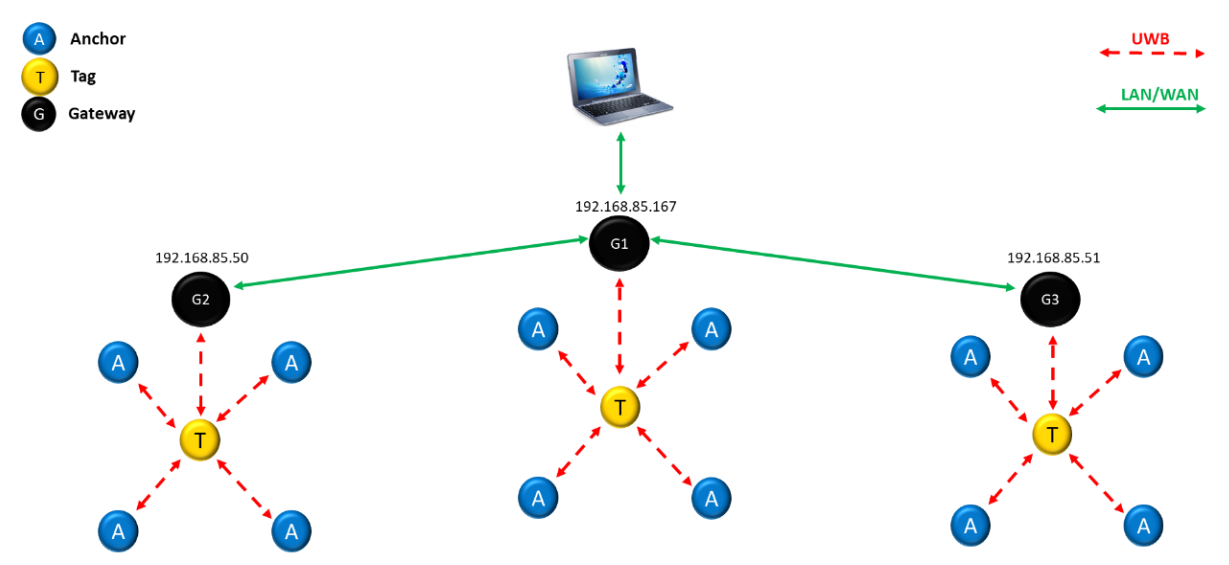 A Anchor
T Tag
G Gateway
UWB
LAN/WAN
192.168.85.167
G1
192.168.85.50
G2
192.168.85.51
G3
A A
T
A A
A A
T
A A
A A
T
A A